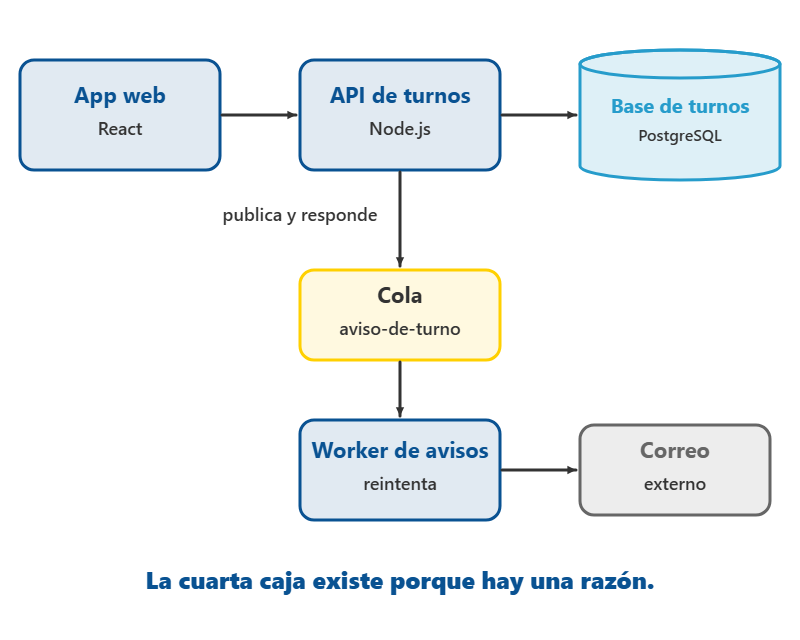 App web
React
API de turnos
Node.js
Base de turnos
PostgreSQL
publica y responde
Cola
aviso-de-turno
Worker de avisos
reintenta
Correo
externo
La cuarta caja existe porque hay una razón.